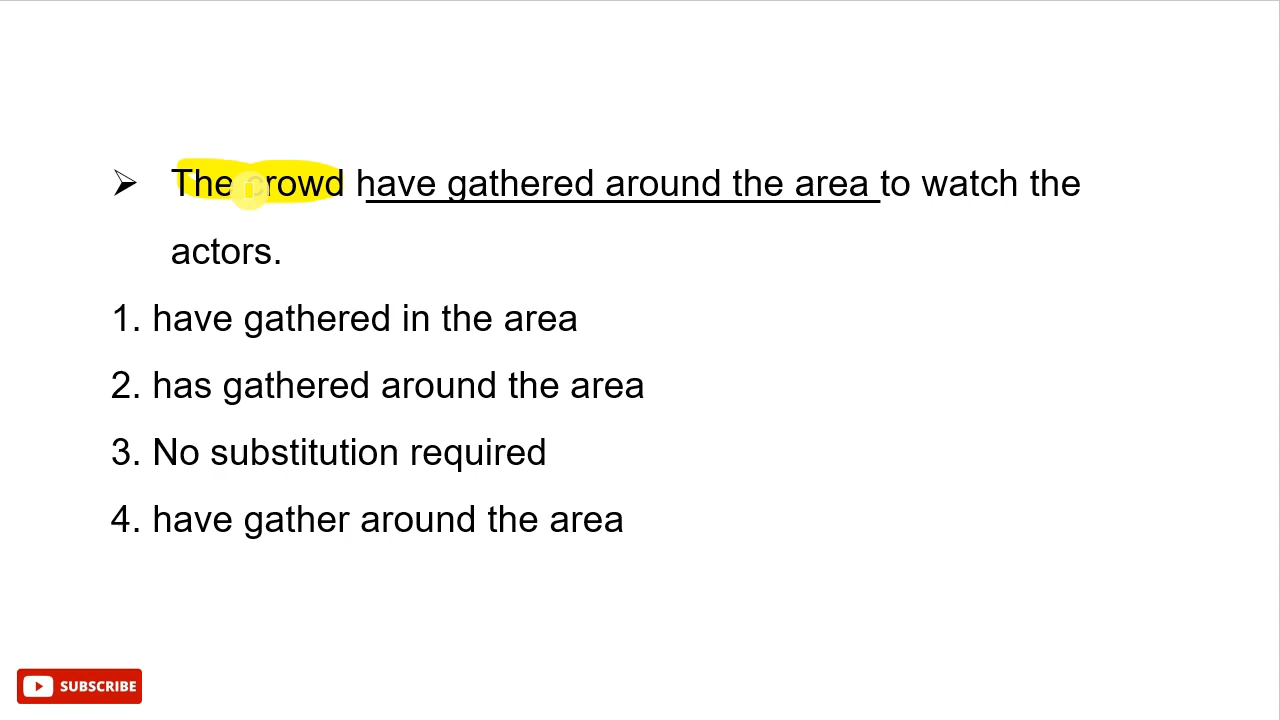 ➢ The crowd have gathered around the area to watch the
actors.
1. have gathered in the area
2. has gathered around the area
3. No substitution required
4. have gather around the area
SUBSCRIBE